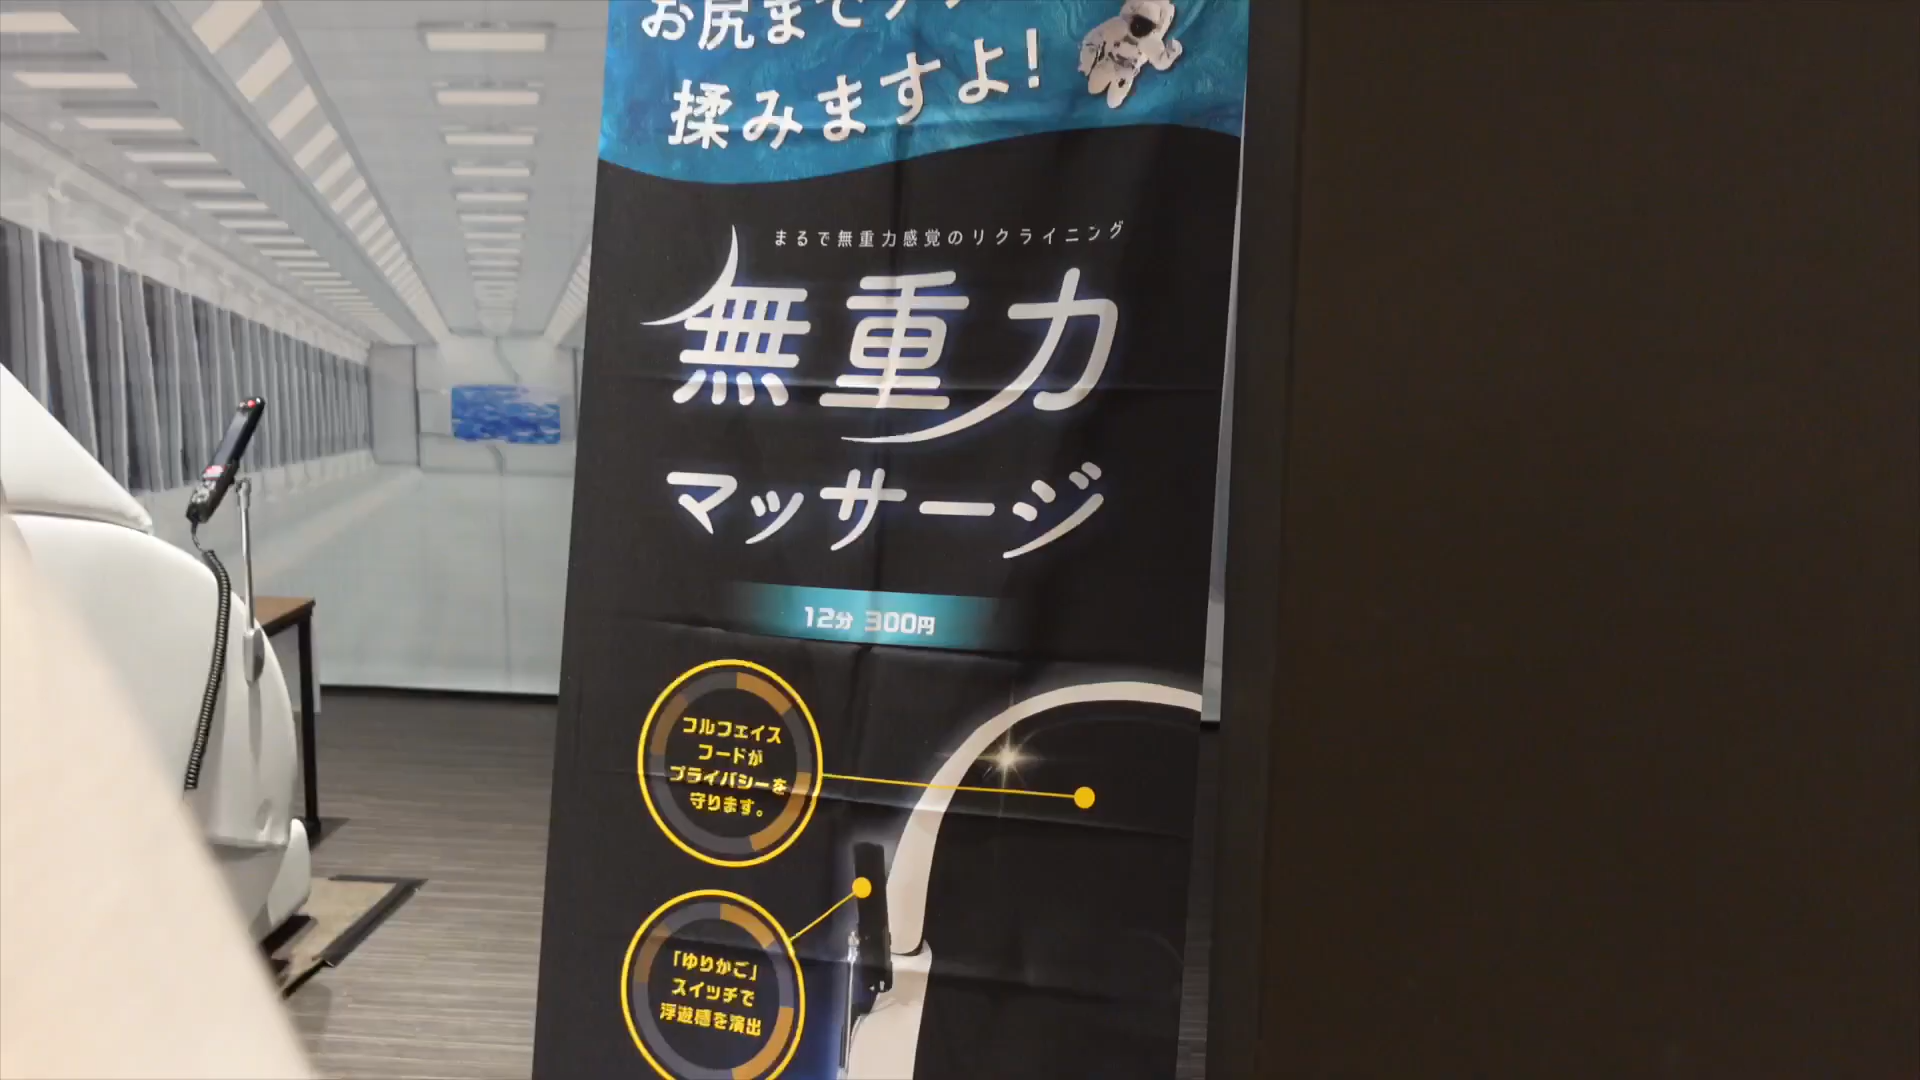 お尻まで
揉みますよ!
まるで無重力感覚のリクライニング
無重力
マッサージ
12分 300円
フルフェイス
フードが
プライバシーを
守ります。
「ゆりかご」
スイッチで
浮遊感を演出